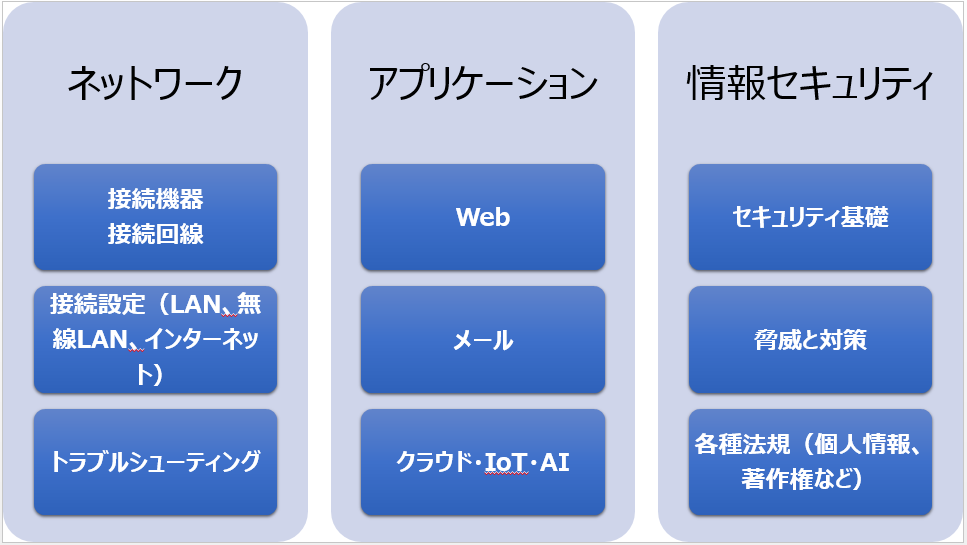 ネットワーク
接続機器
接続回線
接続設定（LAN、無
線LAN、インターネッ
ト）
トラブルシューティング
アプリケーション
Web
メール
クラウド・IoT・AI
情報セキュリティ
セキュリティ基礎
脅威と対策
各種法規（個人情報、
著作権など）